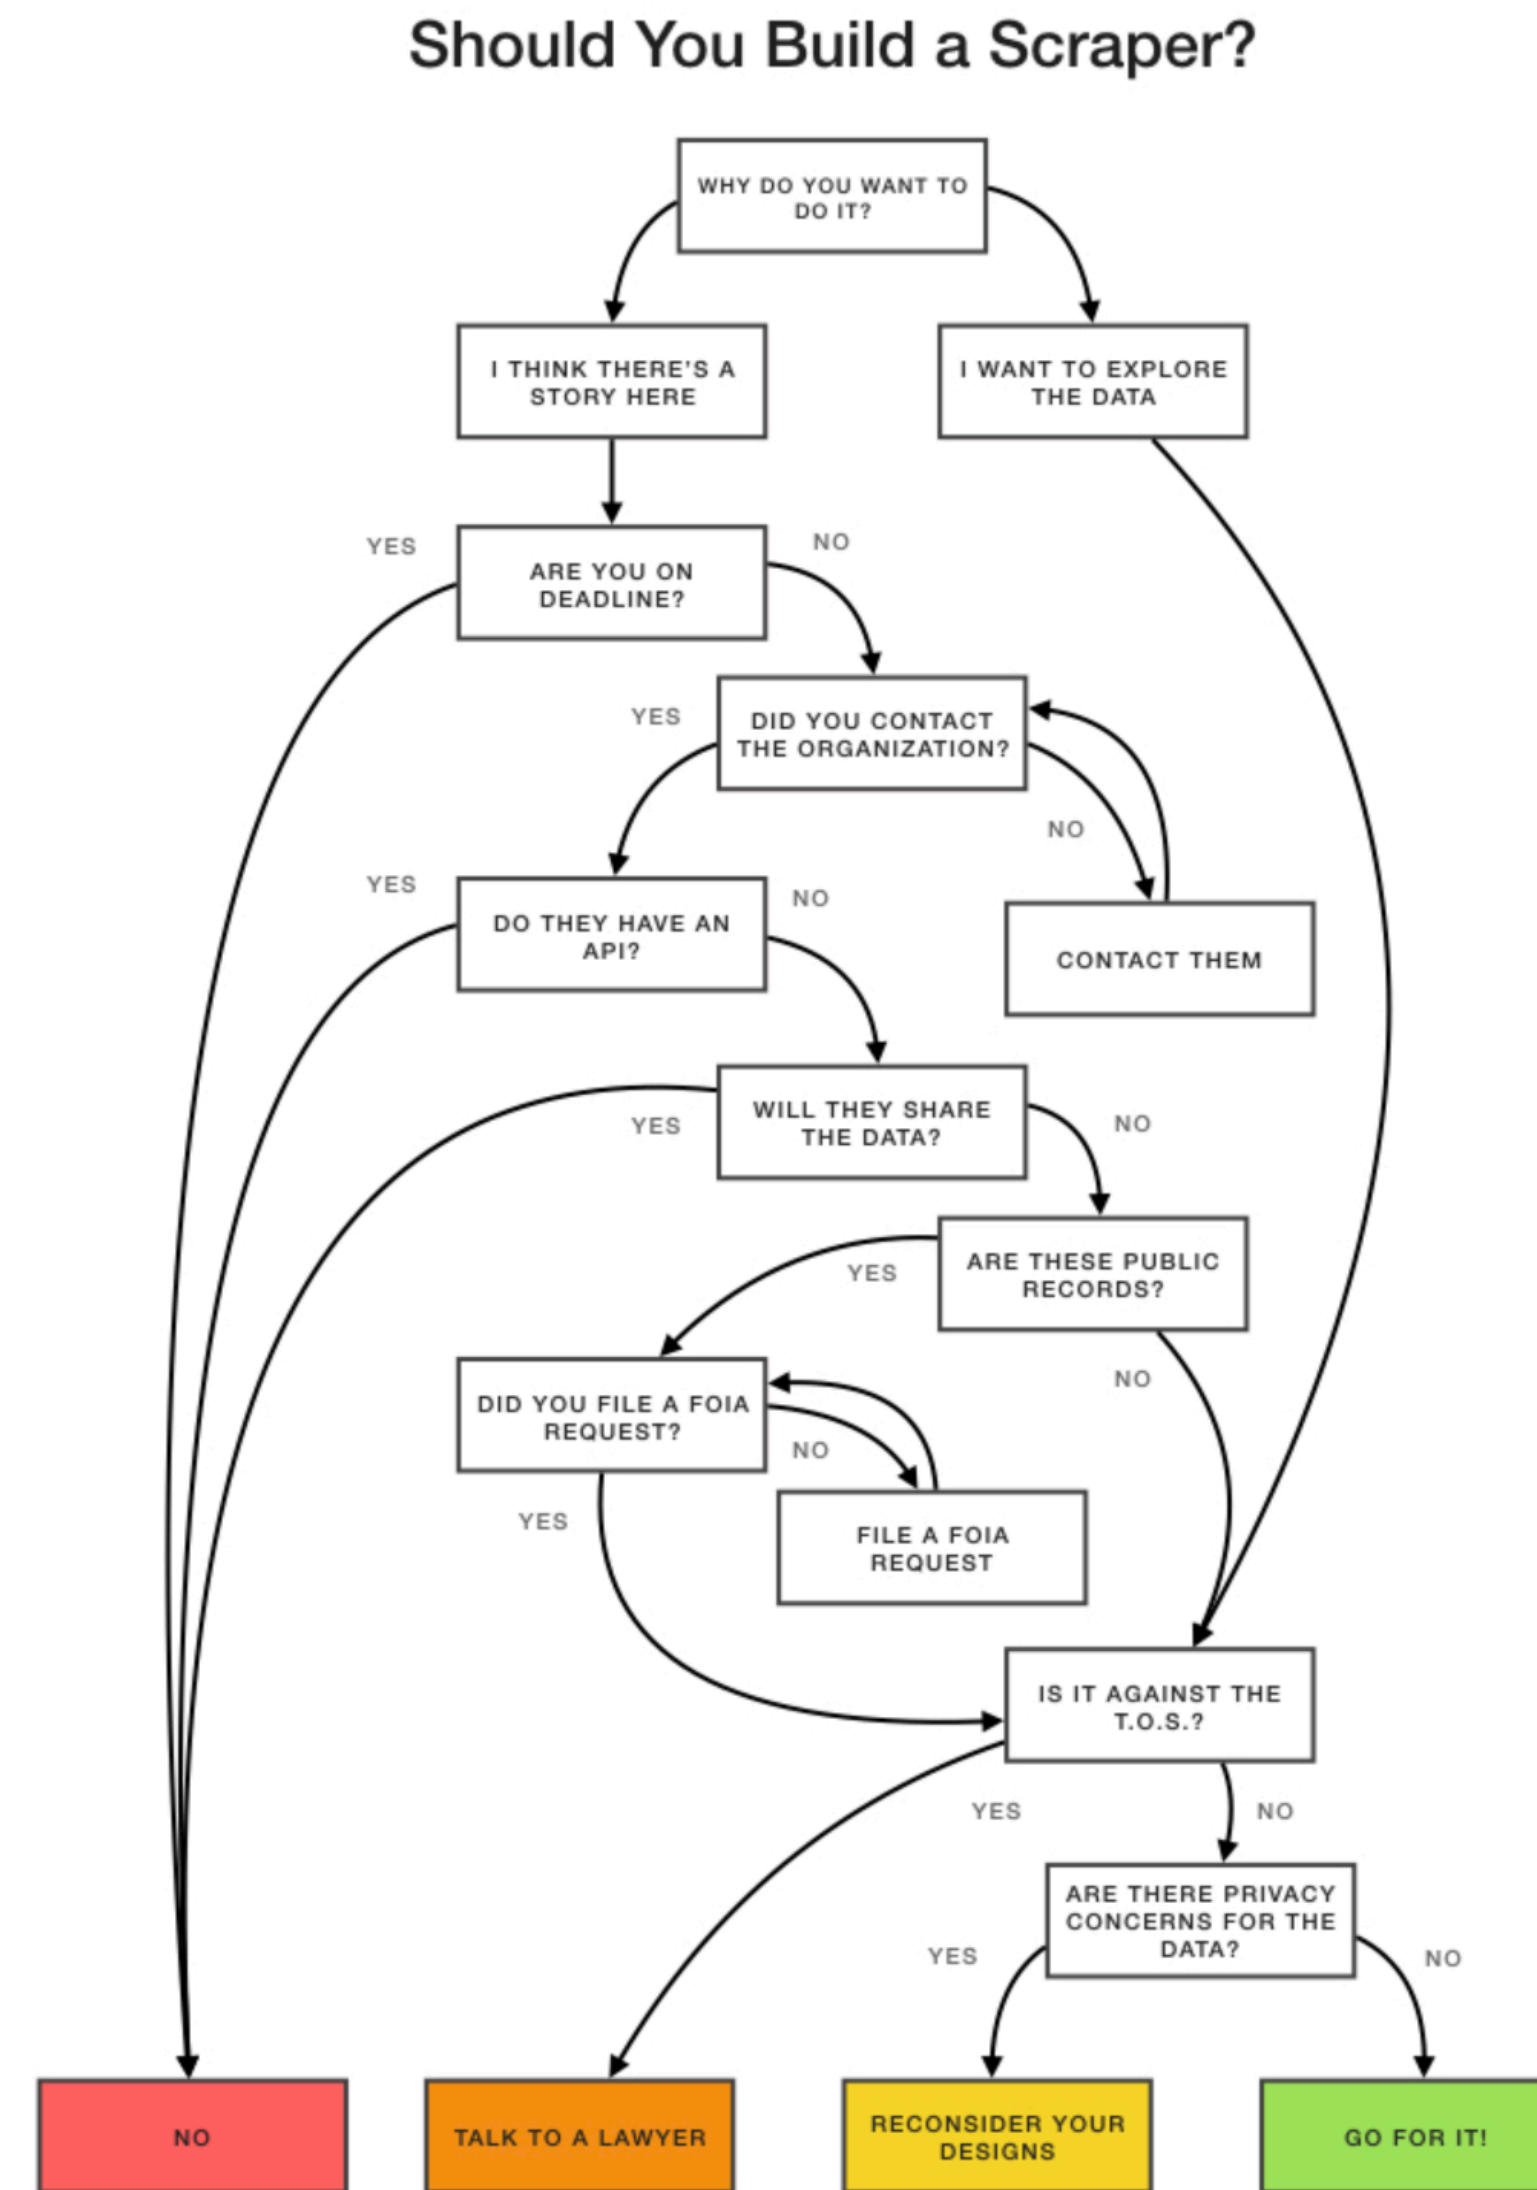 Should You Build a Scraper?
WHY DO YOU WANT TO
DO IT?
I THINK THERE'S A
STORY HERE
I WANT TO EXPLORE
THE DATA
YES
ARE YOU ON
DEADLINE?
NO
YES
DID YOU CONTACT
THE ORGANIZATION?
NO
YES
DO THEY HAVE AN
API?
NO
CONTACT THEM
YES
WILL THEY SHARE
THE DATA?
NO
YES
ARE THESE PUBLIC
RECORDS?
NO
DID YOU FILE A FOIA
REQUEST?
NO
YES
FILE A FOIA
REQUEST
IS IT AGAINST THE
T.O.S.?
YES
NO
ARE THERE PRIVACY
CONCERNS FOR THE
DATA?
YES
NO
NO
TALK TO A LAWYER
RECONSIDER YOUR
DESIGNS
GO FOR IT!